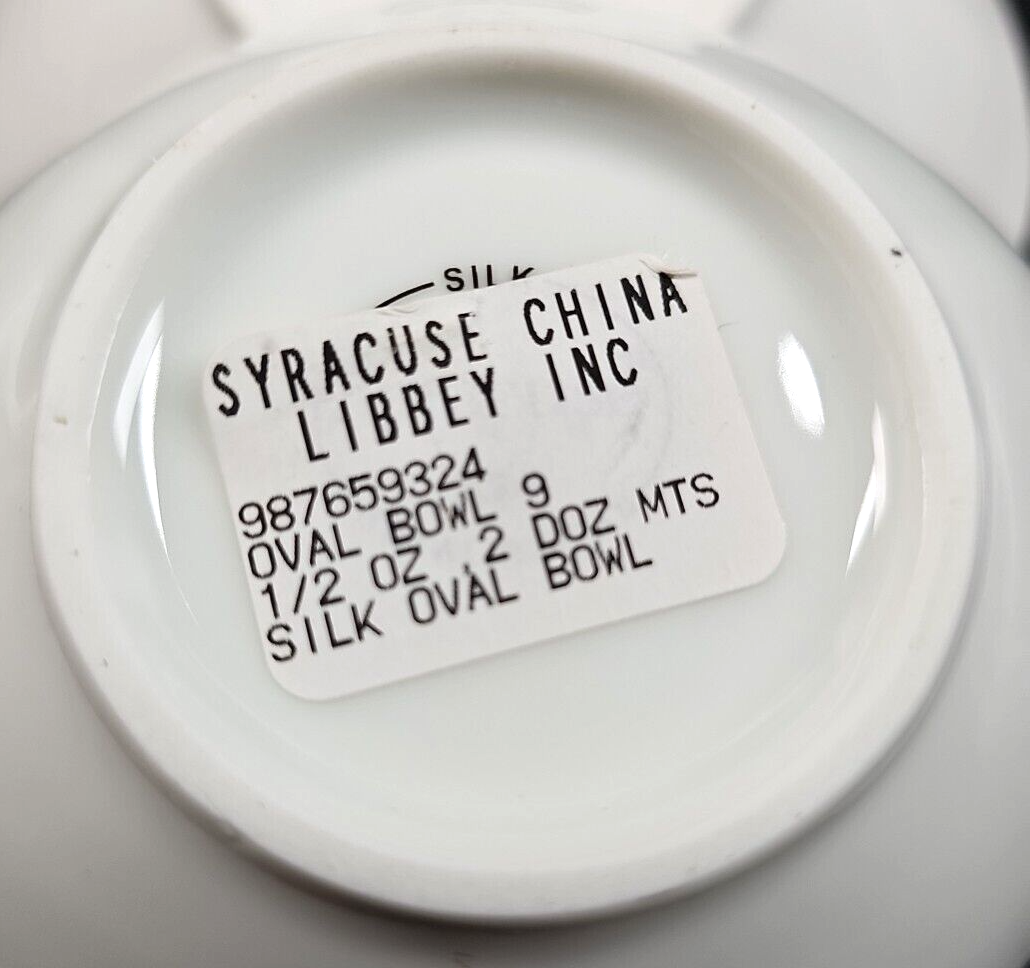 SILK
SYRACUSE CHINA
LIBBEY INC
987659324
OVAL BOWL 9
1/2 OZ .2 DOZ MTS
SILK OVAL BOWL